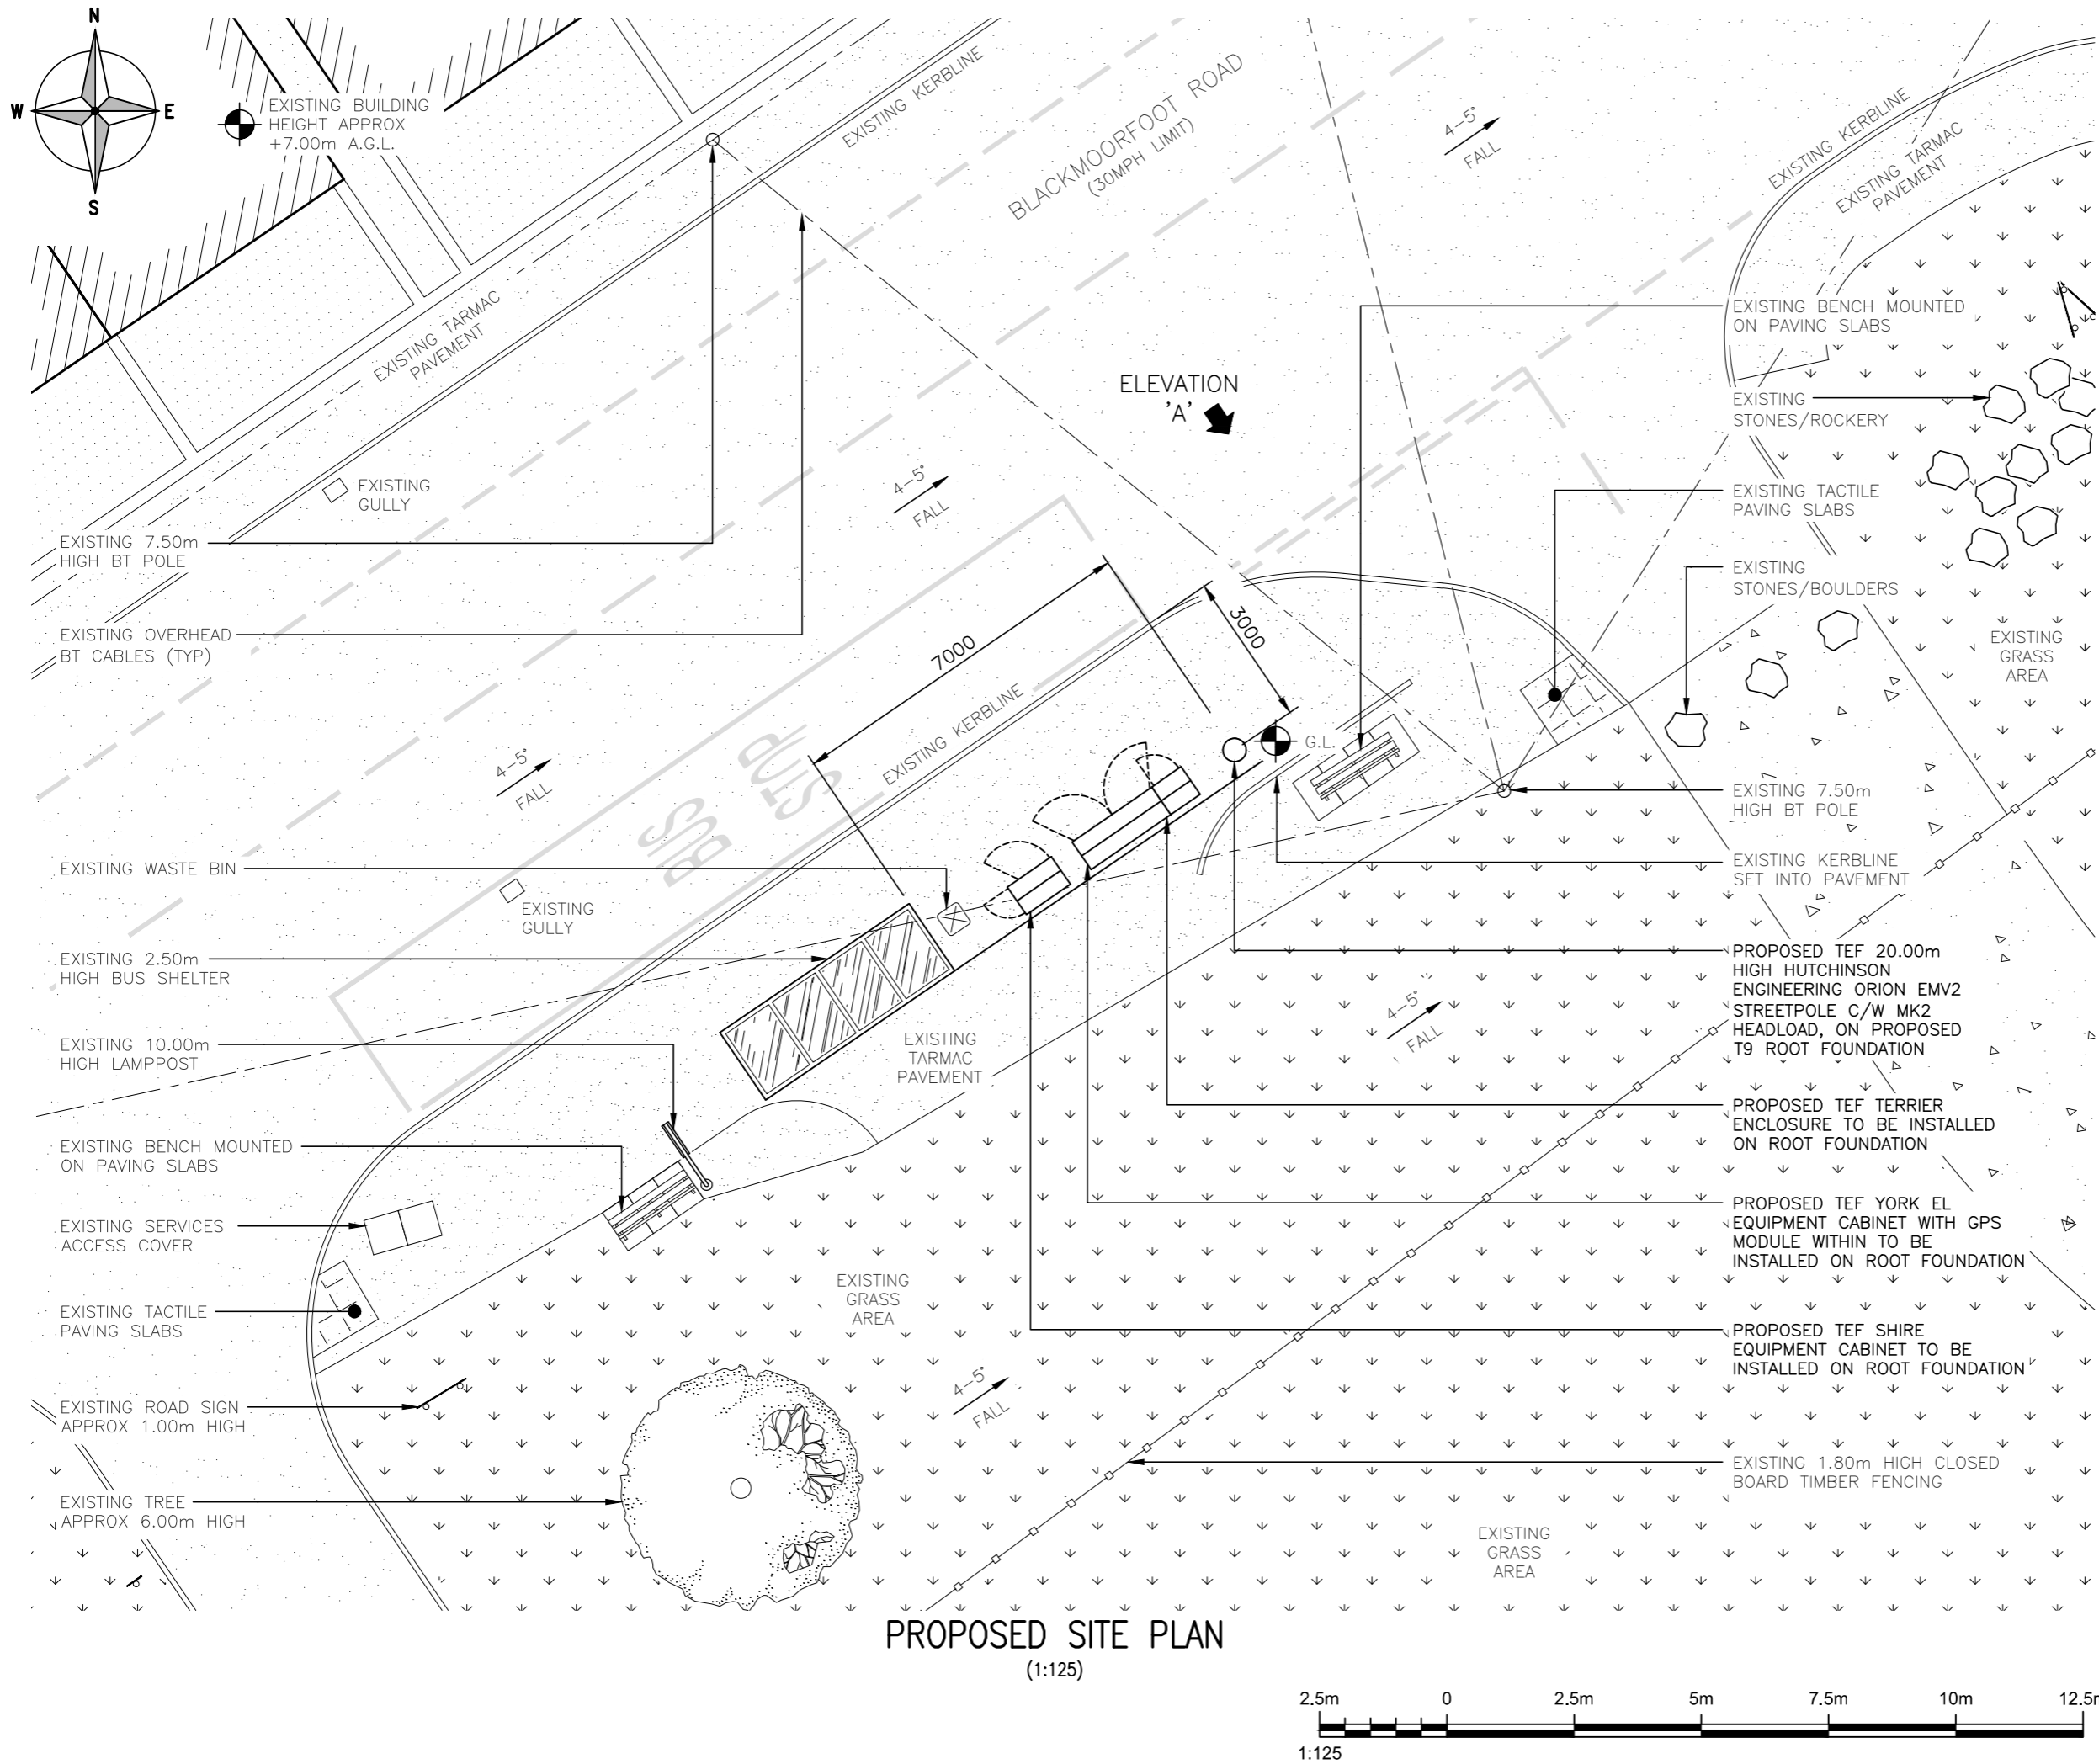 N
W
E
S
EXISTING BUILDING
HEIGHT APPROX
+7.00m A.G.L.
EXISTING KERBLINE
BLACKMOORFOOT ROAD
(30MPH LIMIT)
4-5°
FALL
EXISTING KERBLINE
EXISTING TARMAC
PAVEMENT
EXISTING TARMAC
PAVEMENT
ELEVATION
'A'
EXISTING BENCH MOUNTED
ON PAVING SLABS
EXISTING
STONES/ROCKERY
EXISTING
GULLY
4-5°
FALL
EXISTING TACTILE
PAVING SLABS
EXISTING 7.50m
HIGH BT POLE
EXISTING
STONES/BOULDERS
EXISTING OVERHEAD
BT CABLES (TYP)
7000
3000
EXISTING
GRASS
AREA
EXISTING KERBLINE
G.L.
4-5°
FALL
BUS
STOP
EXISTING 7.50m
HIGH BT POLE
EXISTING WASTE BIN
EXISTING KERBLINE
SET INTO PAVEMENT
EXISTING
GULLY
EXISTING 2.50m
HIGH BUS SHELTER
PROPOSED TEF 20.00m
HIGH HUTCHINSON
ENGINEERING ORION EMV2
STREETPOLE C/W MK2
HEADLOAD, ON PROPOSED
T9 ROOT FOUNDATION
4-5°
FALL
EXISTING 10.00m
HIGH LAMPPOST
EXISTING
TARMAC
PAVEMENT
PROPOSED TEF TERRIER
ENCLOSURE TO BE INSTALLED
ON ROOT FOUNDATION
EXISTING BENCH MOUNTED
ON PAVING SLABS
PROPOSED TEF YORK EL
EQUIPMENT CABINET WITH GPS
MODULE WITHIN TO BE
INSTALLED ON ROOT FOUNDATION
EXISTING SERVICES
ACCESS COVER
EXISTING
GRASS
AREA
EXISTING TACTILE
PAVING SLABS
PROPOSED TEF SHIRE
EQUIPMENT CABINET TO BE
INSTALLED ON ROOT FOUNDATION
4-5°
FALL
EXISTING ROAD SIGN
APPROX 1.00m HIGH
EXISTING 1.80m HIGH CLOSED
BOARD TIMBER FENCING
EXISTING TREE
APPROX 6.00m HIGH
EXISTING
GRASS
AREA
PROPOSED SITE PLAN
(1:125)
2.5m 0 2.5m 5m 7.5m 10m 12.5m
1:125